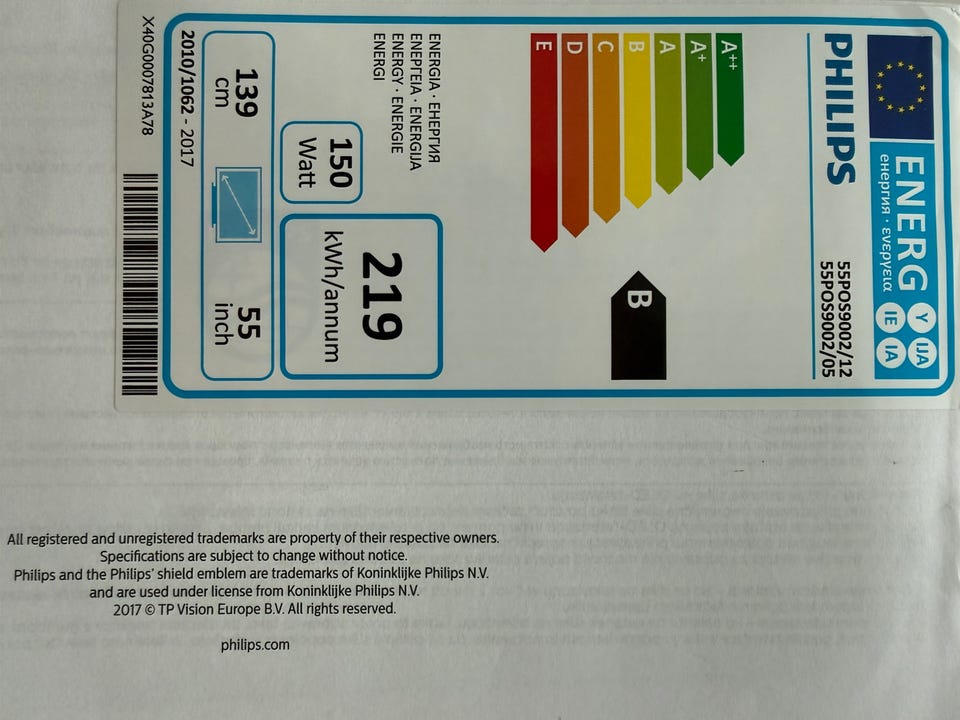 ENERG
Y
IJA
IE
IA
енергия · ενεργεια
PHILIPS
55POS9002/12
55POS9002/05
A++
A+
A
B
C
D
E
B
ENERGIA · ЕНЕРГИЯ
ΕΝΕΡΓΕΙΑ · ENERGIJA
ENERGY · ENERGIE
ENERGI
219
kWh/annum
150
Watt
139
cm
55
inch
2010/1062 - 2017
X40G0007813A78
All registered and unregistered trademarks are property of their respective owners.
Specifications are subject to change without notice.
Philips and the Philips' shield emblem are trademarks of Koninklijke Philips N.V.
and are used under license from Koninklijke Philips N.V.
2017 © TP Vision Europe B.V. All rights reserved.
philips.com